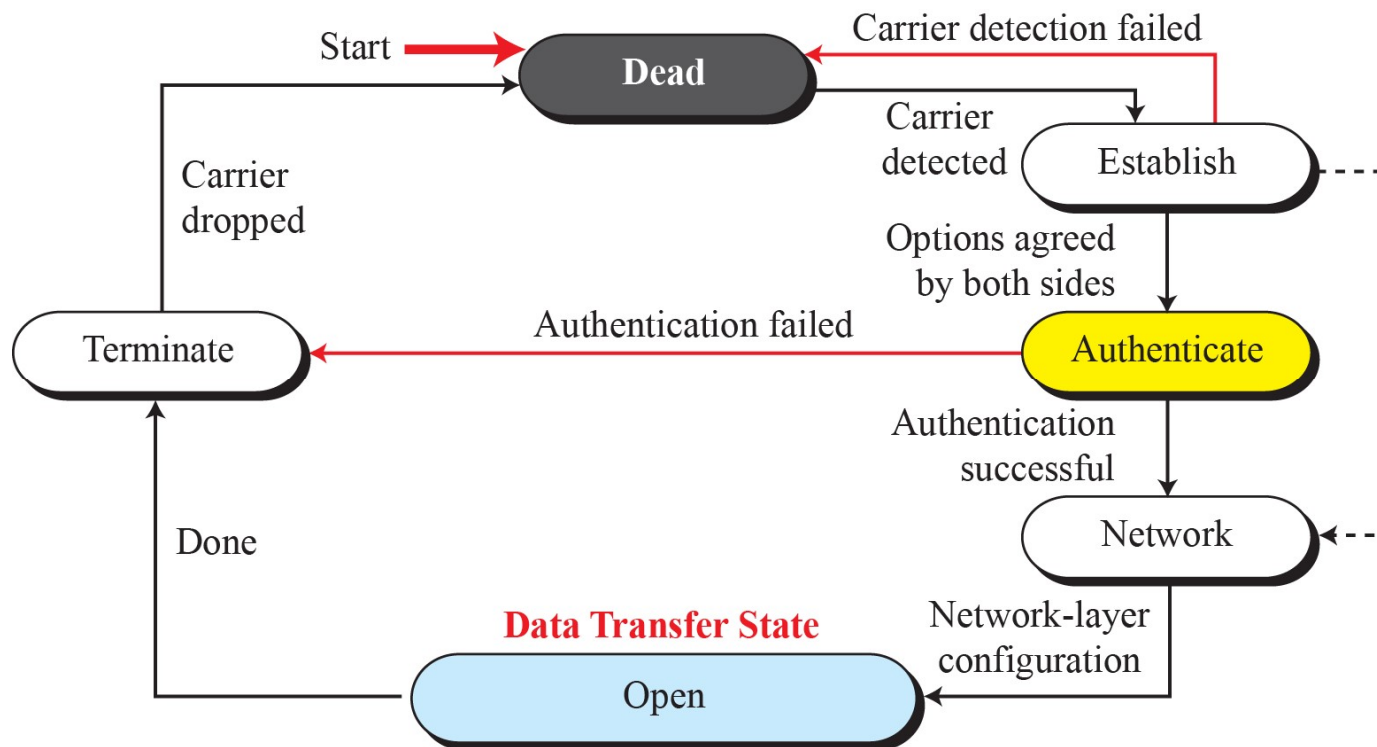 Start
Dead
Carrier detection failed
Carrier
detected
Establish
Carrier
dropped
Options agreed
by both sides
Terminate
Authentication failed
Authenticate
Authentication
successful
Done
Network
Data Transfer State
Network-layer
configuration
Open